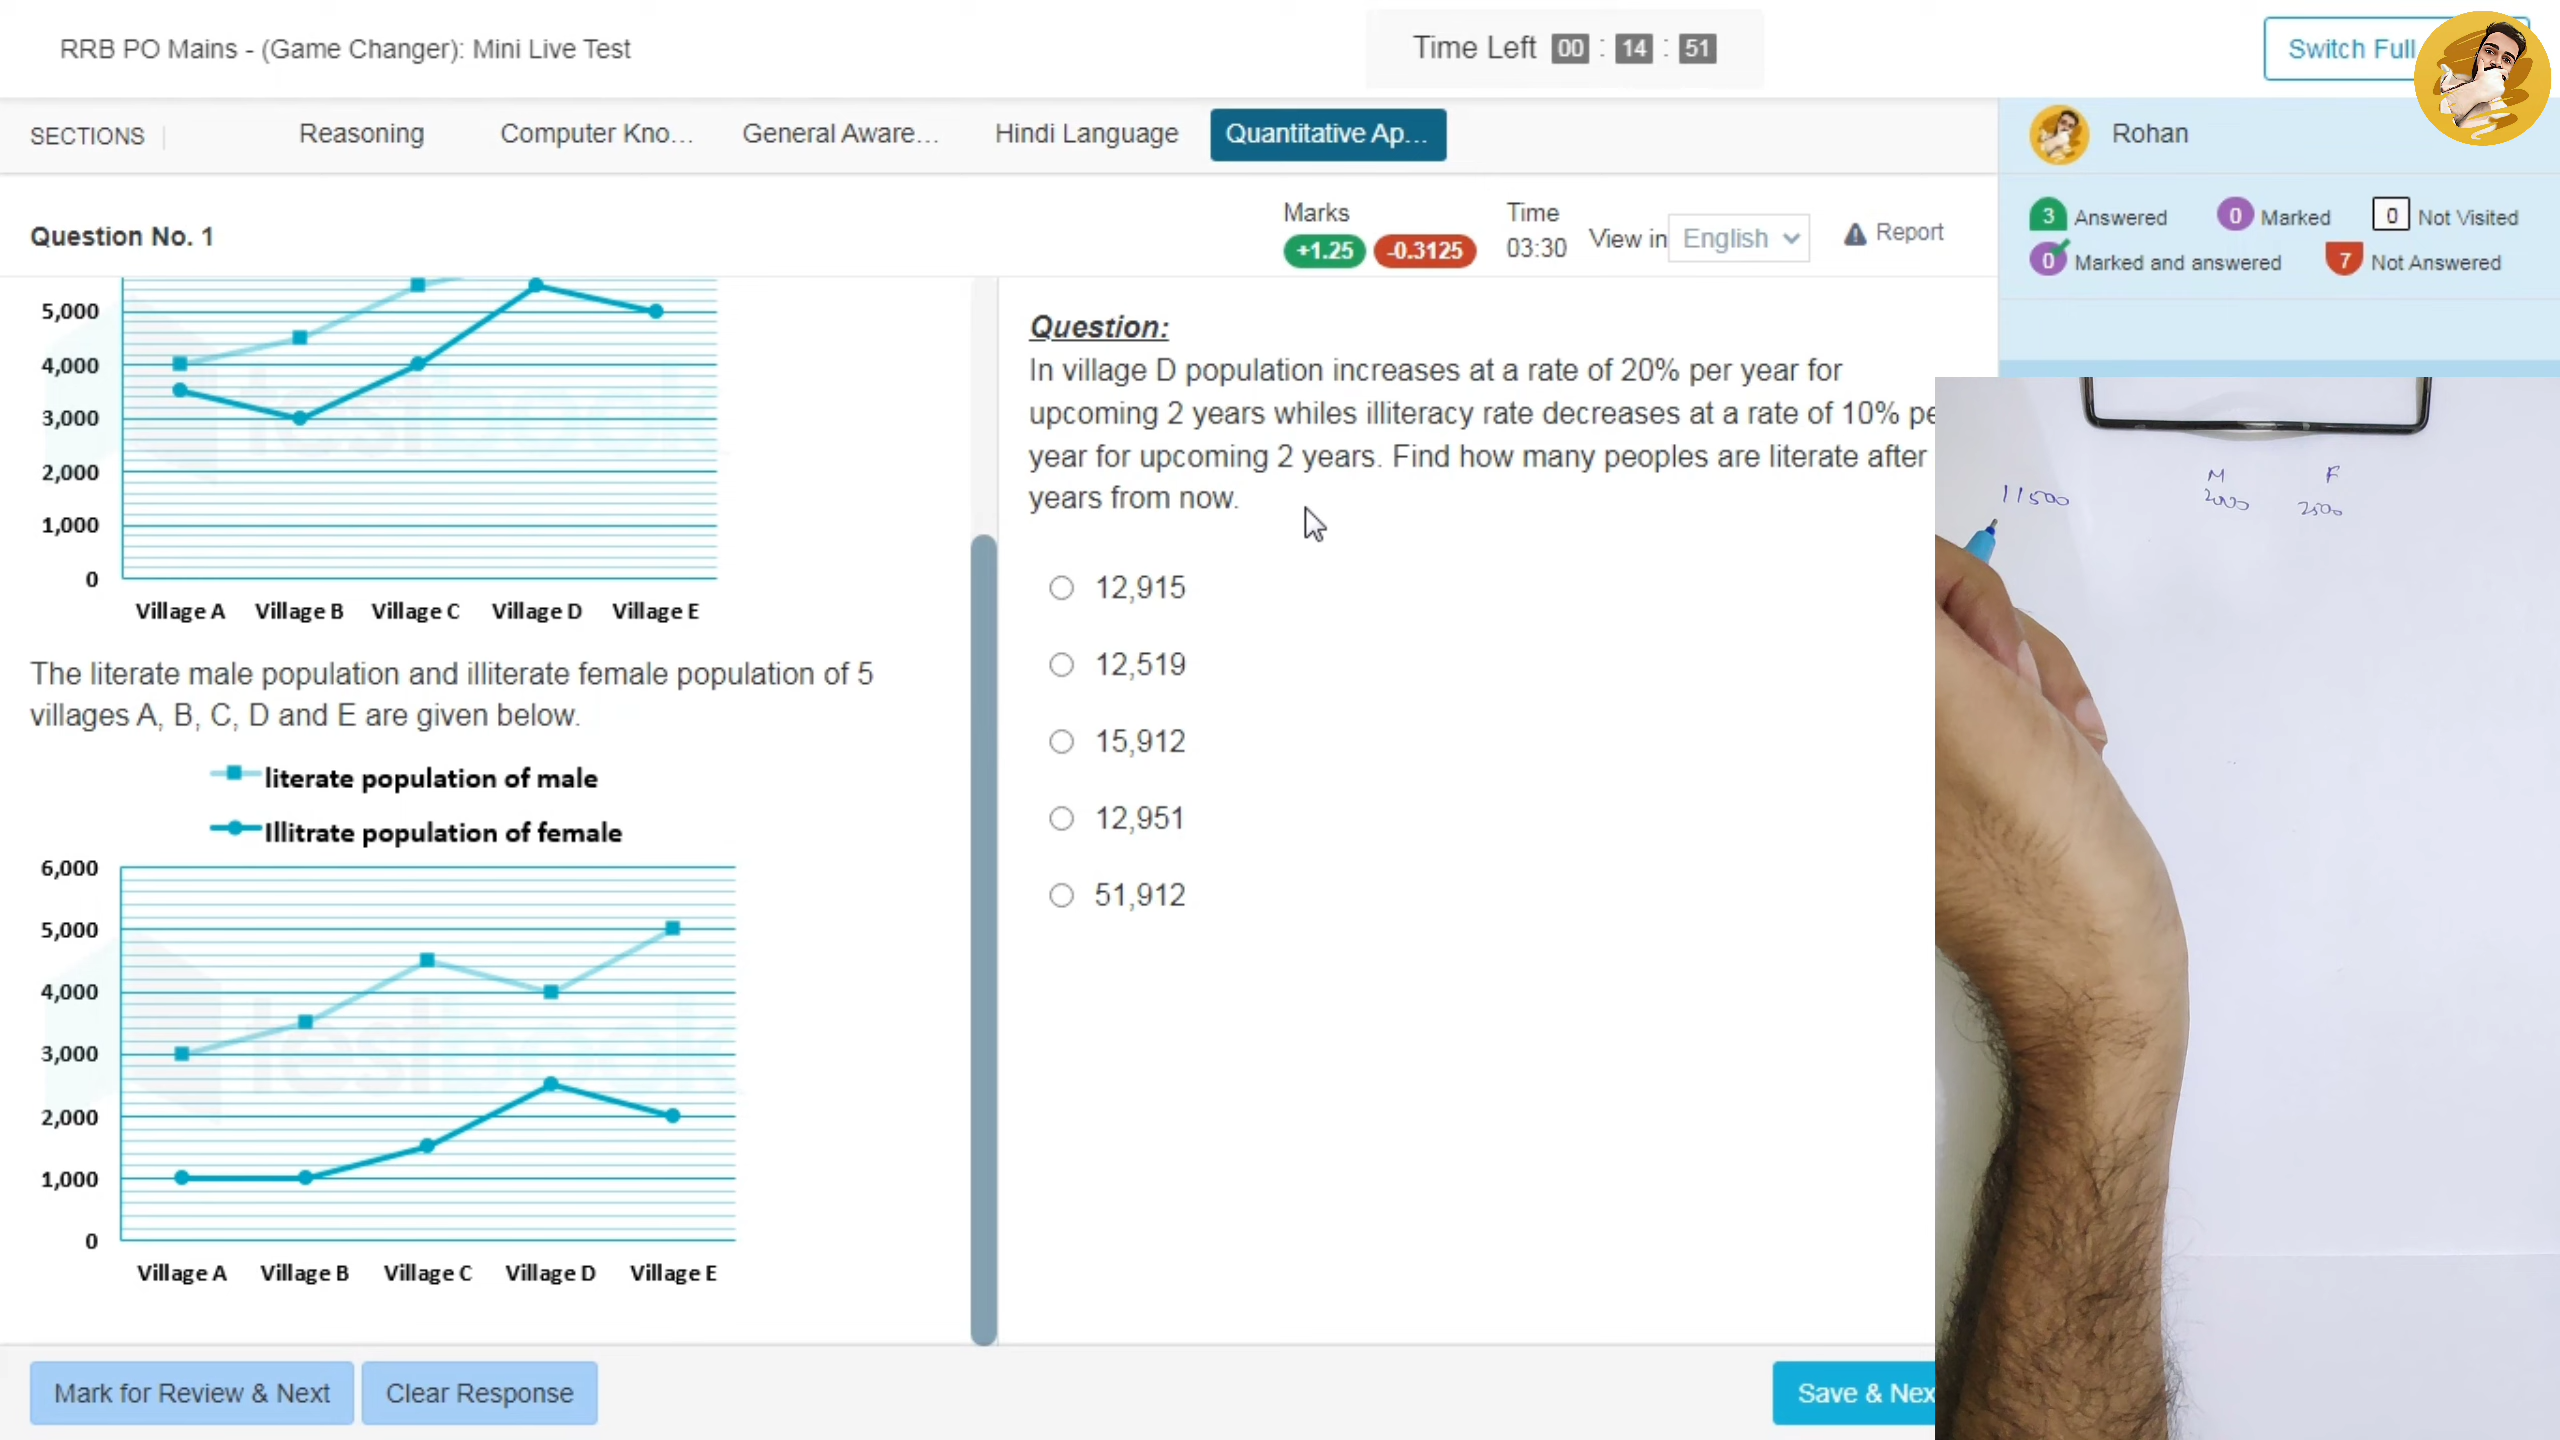 RRB PO Mains - (Game Changer): Mini Live Test
Time Left 00 : 14 : 51
Switch Full
SECTIONS
Reasoning
Computer Kno...
General Aware...
Hindi Language
Quantitative Ap...
Rohan
3 Answered
0 Marked
0 Not Visited
0 Marked and answered
7 Not Answered
Question No. 1
Marks
+1.25 -0.3125
Time
03:30
View in English
Report
5,000
4,000
3,000
2,000
1,000
0
Village A Village B Village C Village D Village E
The literate male population and illiterate female population of 5
villages A, B, C, D and E are given below.
literate population of male
Illitrate population of female
6,000
5,000
4,000
3,000
2,000
1,000
0
Village A Village B Village C Village D Village E
Mark for Review & Next
Clear Response
Question:
In village D population increases at a rate of 20% per year for
upcoming 2 years whiles illiteracy rate decreases at a rate of 10% pe
year for upcoming 2 years. Find how many peoples are literate after
years from now.
12,915
12,519
15,912
12,951
51,912
Save & Nex
M F
11500 2000 2500